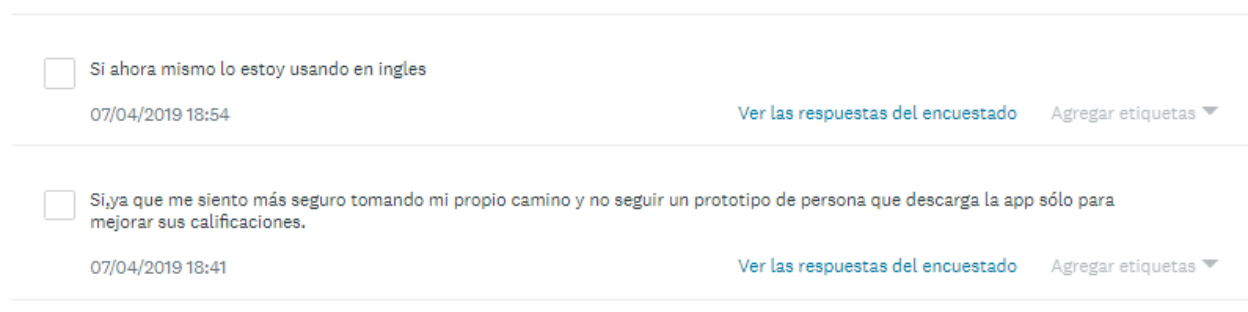 Si ahora mismo lo estoy usando en ingles
07/04/2019 18:54 Ver las respuestas del encuestado Agregar etiquetas
Si,ya que me siento más seguro tomando mi propio camino y no seguir un prototipo de persona que descarga la app sólo para
mejorar sus calificaciones.
07/04/2019 18:41 Ver las respuestas del encuestado Agregar etiquetas